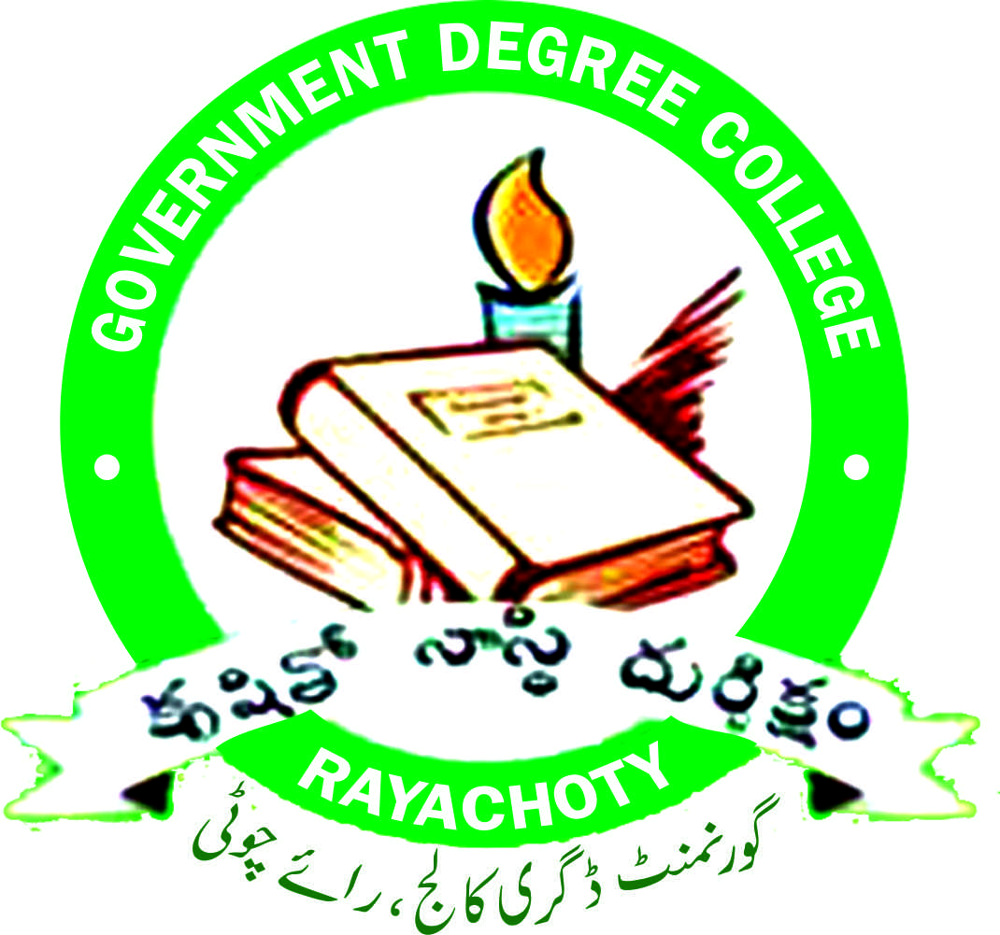 GOVERNMENT DEGREE COLLEGE
కృషితో నాస్తి దుర్భిక్షం
RAYACHOTY
گورنمنٹ ڈگری کالج ، رائے چوٹی